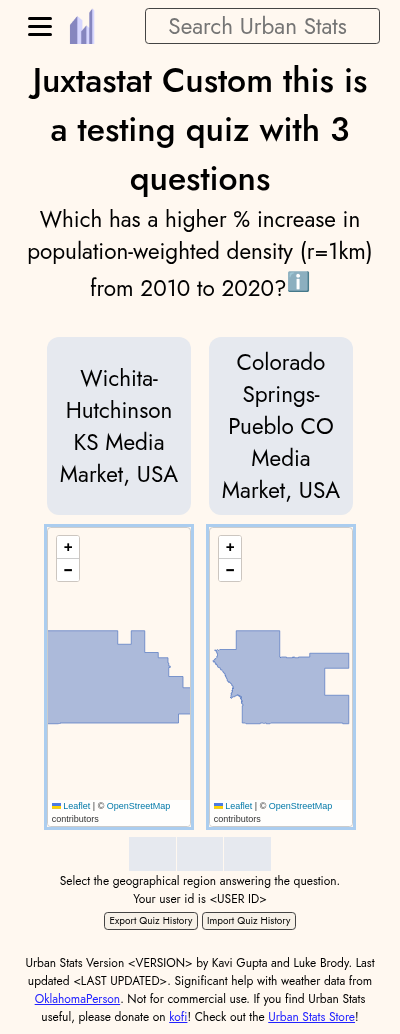 Search Urban Stats
Juxtastat Custom this is
a testing quiz with 3
questions
Which has a higher % increase in
population-weighted density (r=1km)
from 2010 to 2020?ℹ️
Wichita-
Hutchinson
KS Media
Market, USA
Colorado
Springs-
Pueblo CO
Media
Market, USA
+
−
+
−
Leaflet | © OpenStreetMap
contributors
Leaflet | © OpenStreetMap
contributors
Select the geographical region answering the question.
Your user id is <USER ID>
Export Quiz History Import Quiz History
Urban Stats Version <VERSION> by Kavi Gupta and Luke Brody. Last
updated <LAST UPDATED>. Significant help with weather data from
OklahomaPerson. Not for commercial use. If you find Urban Stats
useful, please donate on kofi! Check out the Urban Stats Store!